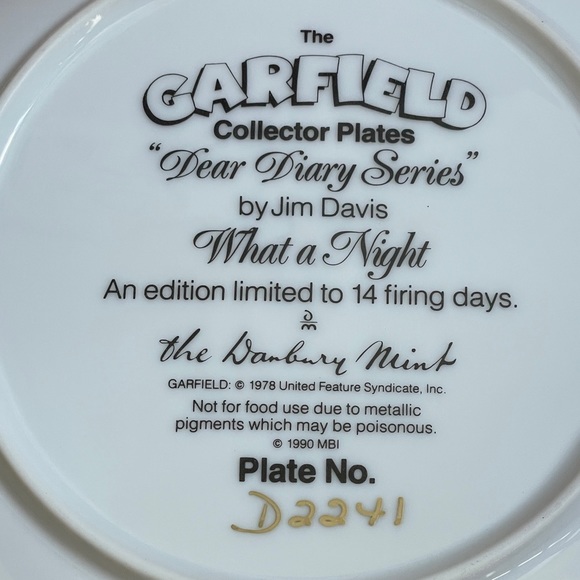 The
GARFIELD
Collector Plates
"Dear Diary Series"
by Jim Davis
What a Night
An edition limited to 14 firing days.
D
M
the Danbury Mint
GARFIELD: © 1978 United Feature Syndicate, Inc.
Not for food use due to metallic
pigments which may be poisonous.
© 1990 MBI
Plate No.
D2241